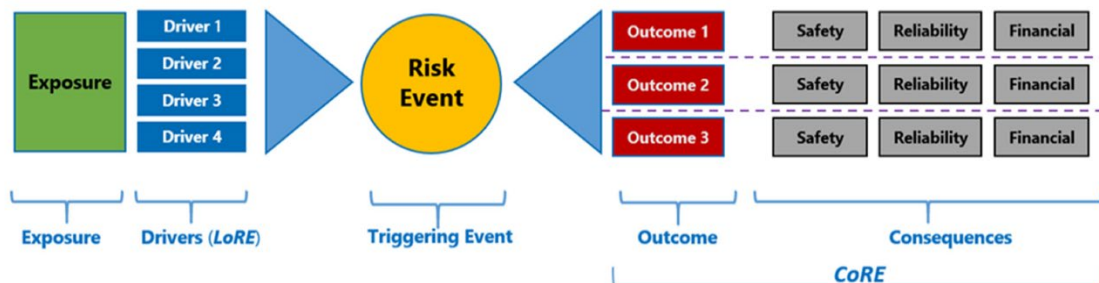 Exposure
Driver 1
Driver 2
Driver 3
Driver 4
Risk
Event
Outcome 1
Safety
Reliability
Financial
Outcome 2
Safety
Reliability
Financial
Outcome 3
Safety
Reliability
Financial
Exposure
Drivers (LoRE)
Triggering Event
Outcome
Consequences
CoRE